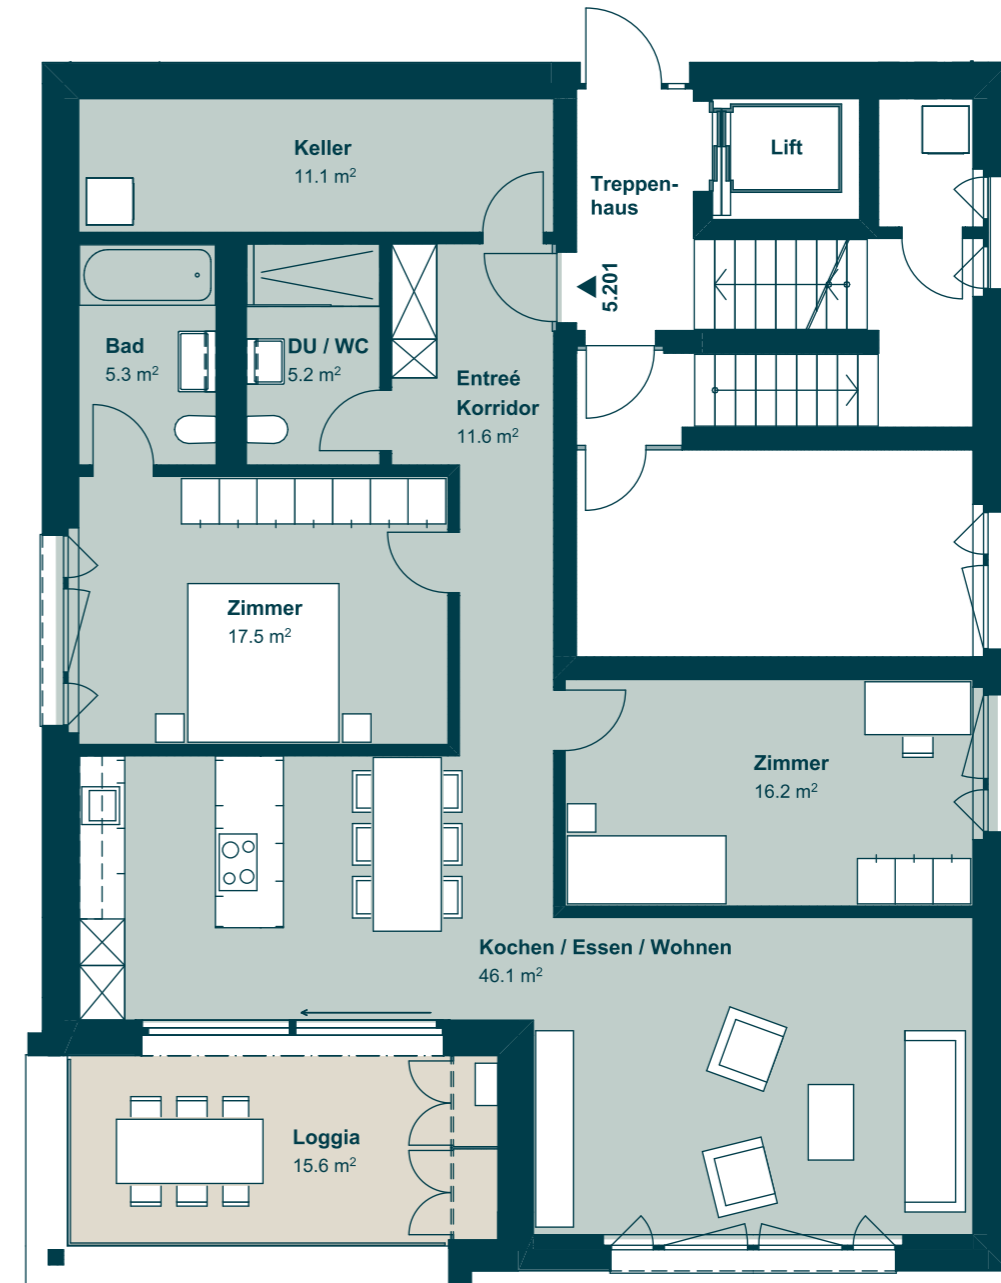 Keller
11.1 m²
Lift
Treppen-
haus
5.201
Bad
5.3 m²
DU / WC
5.2 m²
Entreé
Korridor
11.6 m²
Zimmer
17.5 m²
Zimmer
16.2 m²
Kochen / Essen / Wohnen
46.1 m²
Loggia
15.6 m²